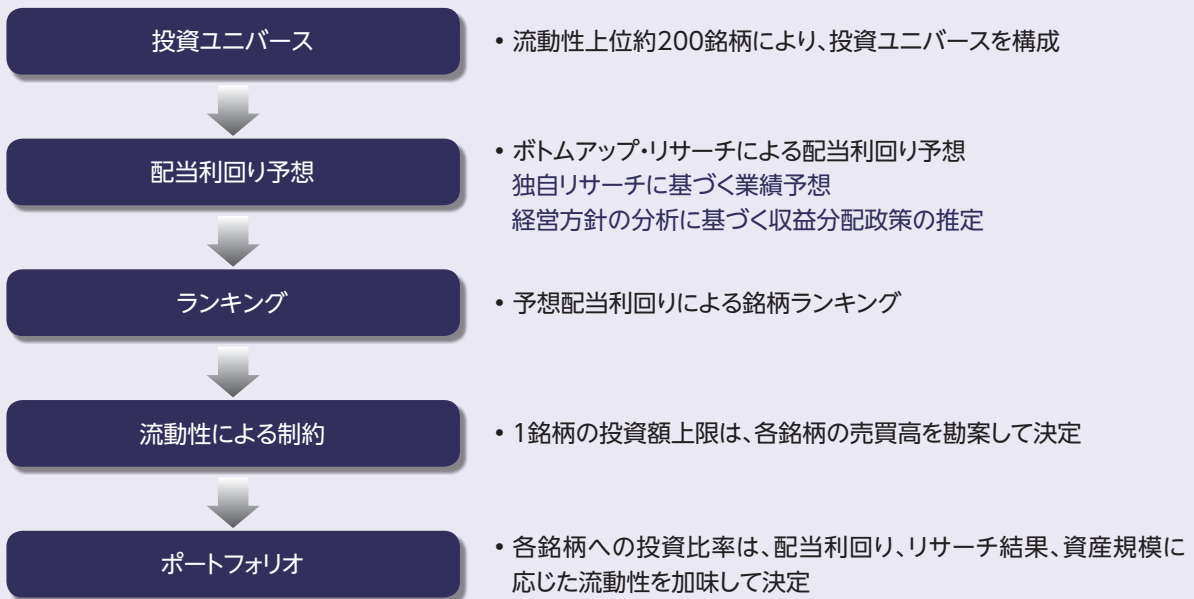 投資ユニバース
• 流動性上位約200銘柄により、投資ユニバースを構成
配当利回り予想
• ボトムアップ・リサーチによる配当利回り予想
独自リサーチに基づく業績予想
経営方針の分析に基づく収益分配政策の推定
ランキング
• 予想配当利回りによる銘柄ランキング
流動性による制約
• 1銘柄の投資額上限は、各銘柄の売買高を勘案して決定
ポートフォリオ
• 各銘柄への投資比率は、配当利回り、リサーチ結果、資産規模に
応じた流動性を加味して決定